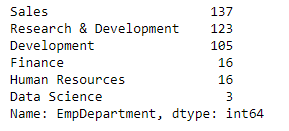 Sales 137
Research & Development 123
Development 105
Finance 16
Human Resources 16
Data Science 3
Name: EmpDepartment, dtype: int64